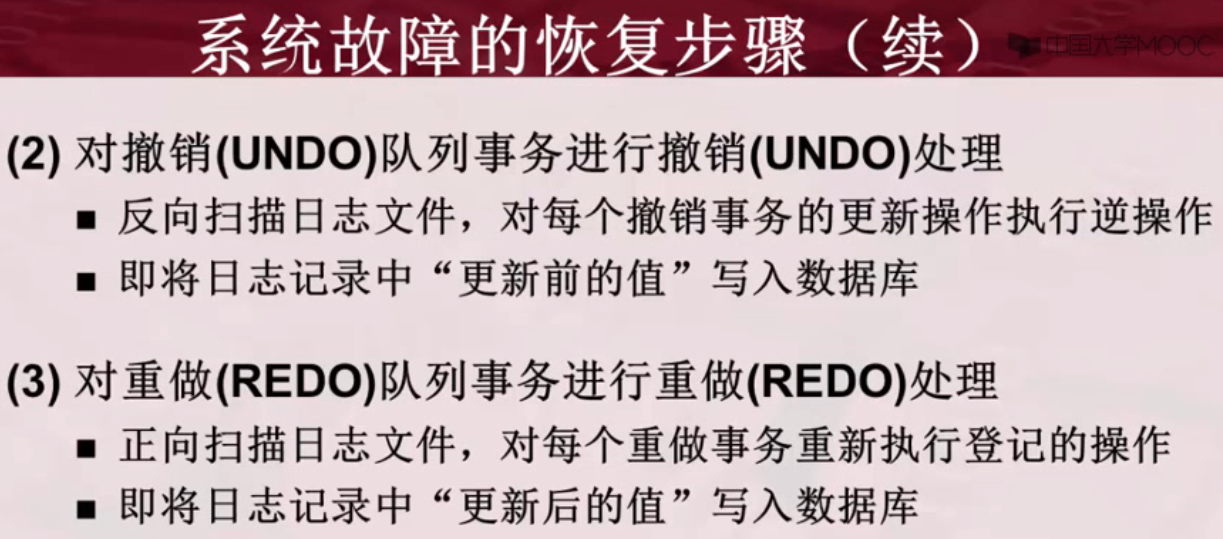 系统故障的恢复步骤（续）
中国大学MOOC
(2) 对撤销(UNDO)队列事务进行撤销(UNDO)处理
■ 反向扫描日志文件，对每个撤销事务的更新操作执行逆操作
■ 即将日志记录中“更新前的值”写入数据库
(3) 对重做(REDO)队列事务进行重做(REDO)处理
■ 正向扫描日志文件，对每个重做事务重新执行登记的操作
■ 即将日志记录中“更新后的值”写入数据库